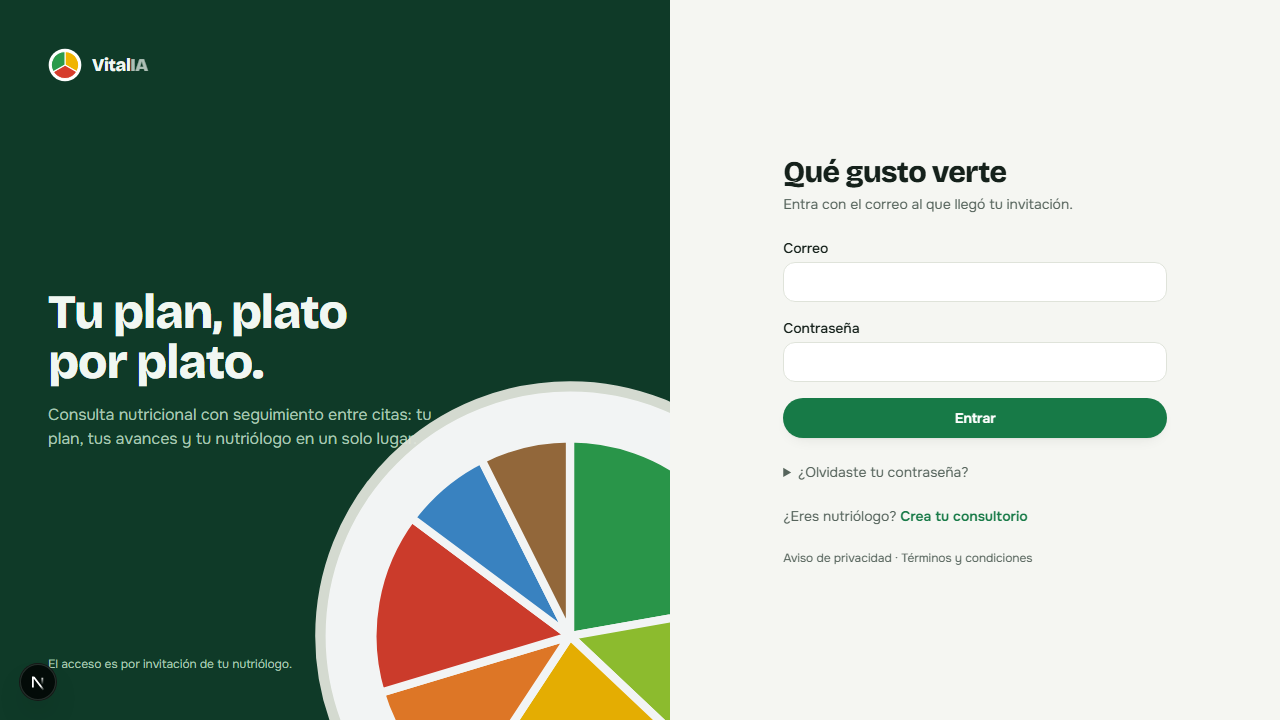 VitalIA
Tu plan, plato
por plato.
Consulta nutricional con seguimiento entre citas: tu
plan, tus avances y tu nutriólogo en un solo lugar
El acceso es por invitación de tu nutriólogo.
N
Qué gusto verte
Entra con el correo al que llegó tu invitación.
Correo
Contraseña
Entrar
¿Olvidaste tu contraseña?
¿Eres nutriólogo? Crea tu consultorio
Aviso de privacidad · Términos y condiciones